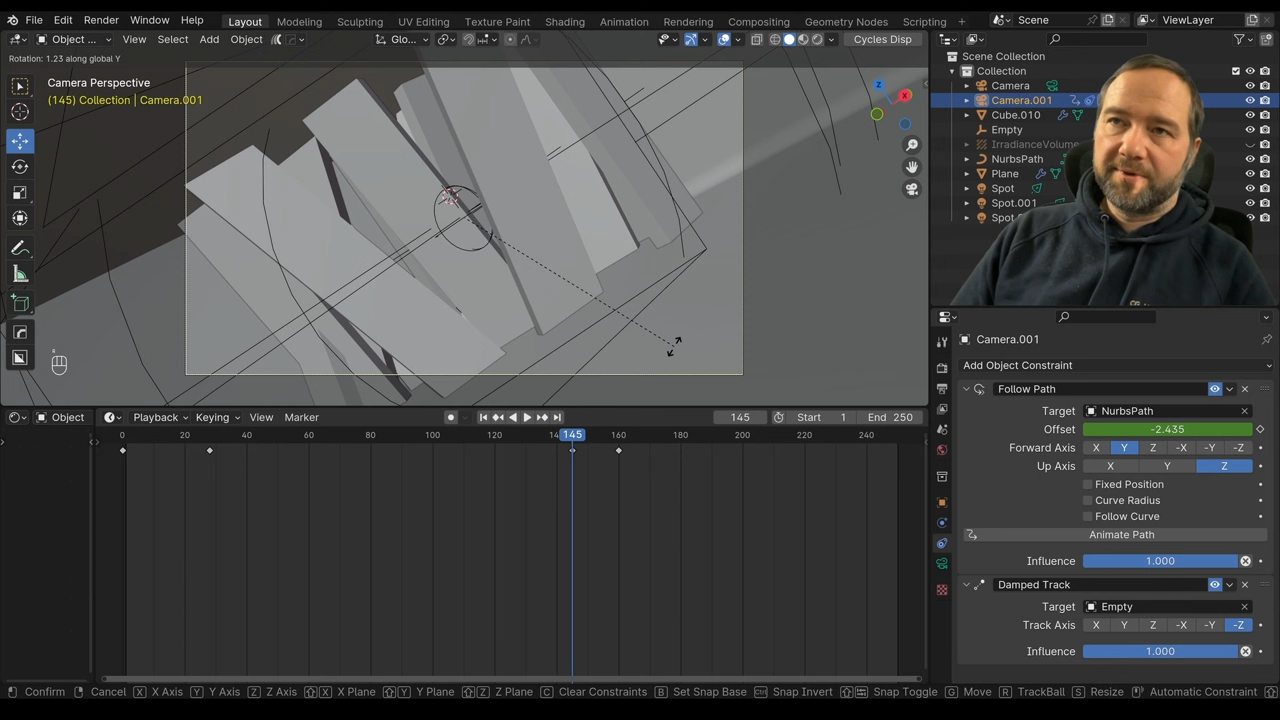 File Edit Render Window Help Layout Modeling Sculpting UV Editing Texture Paint Shading Animation Rendering Compositing Geometry Nodes Scripting + Scene ViewLayer
Object ... View Select Add Object Glo... Cycles Disp
Rotation: 1.23 along global Y
Camera Perspective
(145) Collection | Camera.001
Z
X
R
Scene Collection
Collection
Camera
Camera.001
Cube.010
Empty
IrradianceVolume
NurbsPath
Plane
Spot
Spot.001
Spot.
Camera.001
Add Object Constraint
Follow Path
Target NurbsPath
Offset -2.435
Forward Axis X Y Z -X -Y -Z
Up Axis X Y Z
Fixed Position
Curve Radius
Follow Curve
Animate Path
Influence 1.000
Damped Track
Target Empty
Track Axis X Y Z -X -Y -Z
Influence 1.000
Object Playback Keying View Marker 145 Start 1 End 250
0 20 40 60 80 100 120 14 145 160 180 200 220 240
Confirm Cancel X X Axis Y Y Axis Z Z Axis X X Plane Y Y Plane Z Z Plane C Clear Constraints B Set Snap Base Ctrl Snap Invert Snap Toggle G Move R TrackBall S Resize Automatic Constraint